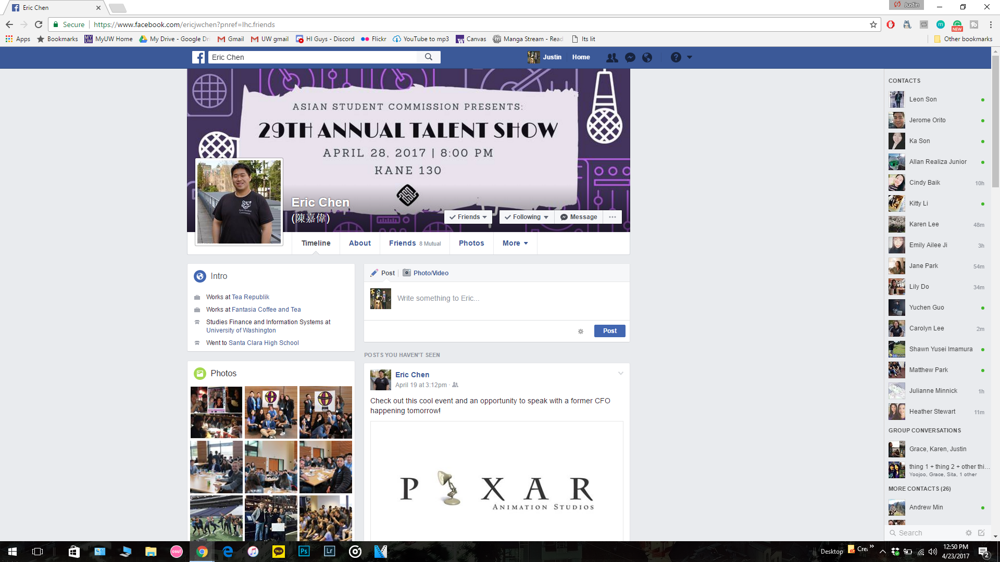 Eric Chen
Justin
Secure
https://www.facebook.com/ericjwchen?pnref=lhc.friends
NEW
Apps
Bookmarks
MyUW Home
My Drive - Google Dr
Gmail
UW gmail
HI Guys - Discord
Flickr
YouTube to mp3
Canvas
Manga Stream - Read
Its lit
Other bookmarks
Eric Chen
Justin
Home
ASIAN STUDENT COMMISSION PRESENTS:
29TH ANNUAL TALENT SHOW
APRIL 28, 2017 | 8:00 PM
KANE 130
Asian Student
Commission
Eric Chen
(陳嘉偉)
Friends
Following
Message
Timeline
About
Friends 8 Mutual
Photos
More
Intro
Works at Tea Republik
Works at Fantasia Coffee and Tea
Studies Finance and Information Systems at
University of Washington
Went to Santa Clara High School
Photos
Post
Photo/Video
Write something to Eric...
Post
POSTS YOU HAVEN'T SEEN
Eric Chen
April 19 at 3:12pm ·
Check out this cool event and an opportunity to speak with a former CFO
happening tomorrow!
P XAR
ANIMATION STUDIOS
CONTACTS
Leon Son
Jerome Orito
Ka Son
Allan Realiza Junior
Cindy Baik 10h
Kitty Li
Karen Lee 48m
Emily Ailee Ji 3h
Jane Park 54m
Lily Do 34m
Yuchen Guo
Carolyn Lee 2m
Shawn Yusei Imamura
Matthew Park
Julianne Minnick 1h
Heather Stewart 11m
GROUP CONVERSATIONS
Grace, Karen, Justin
thing 1 + thing 2 + other thi...
Yoojoo, Grace, Sita, 1 other
MORE CONTACTS (26)
Andrew Min
Search
osu!
TALK
Ps
Lr
Desktop
Crea
12:50 PM
4/23/2017
2